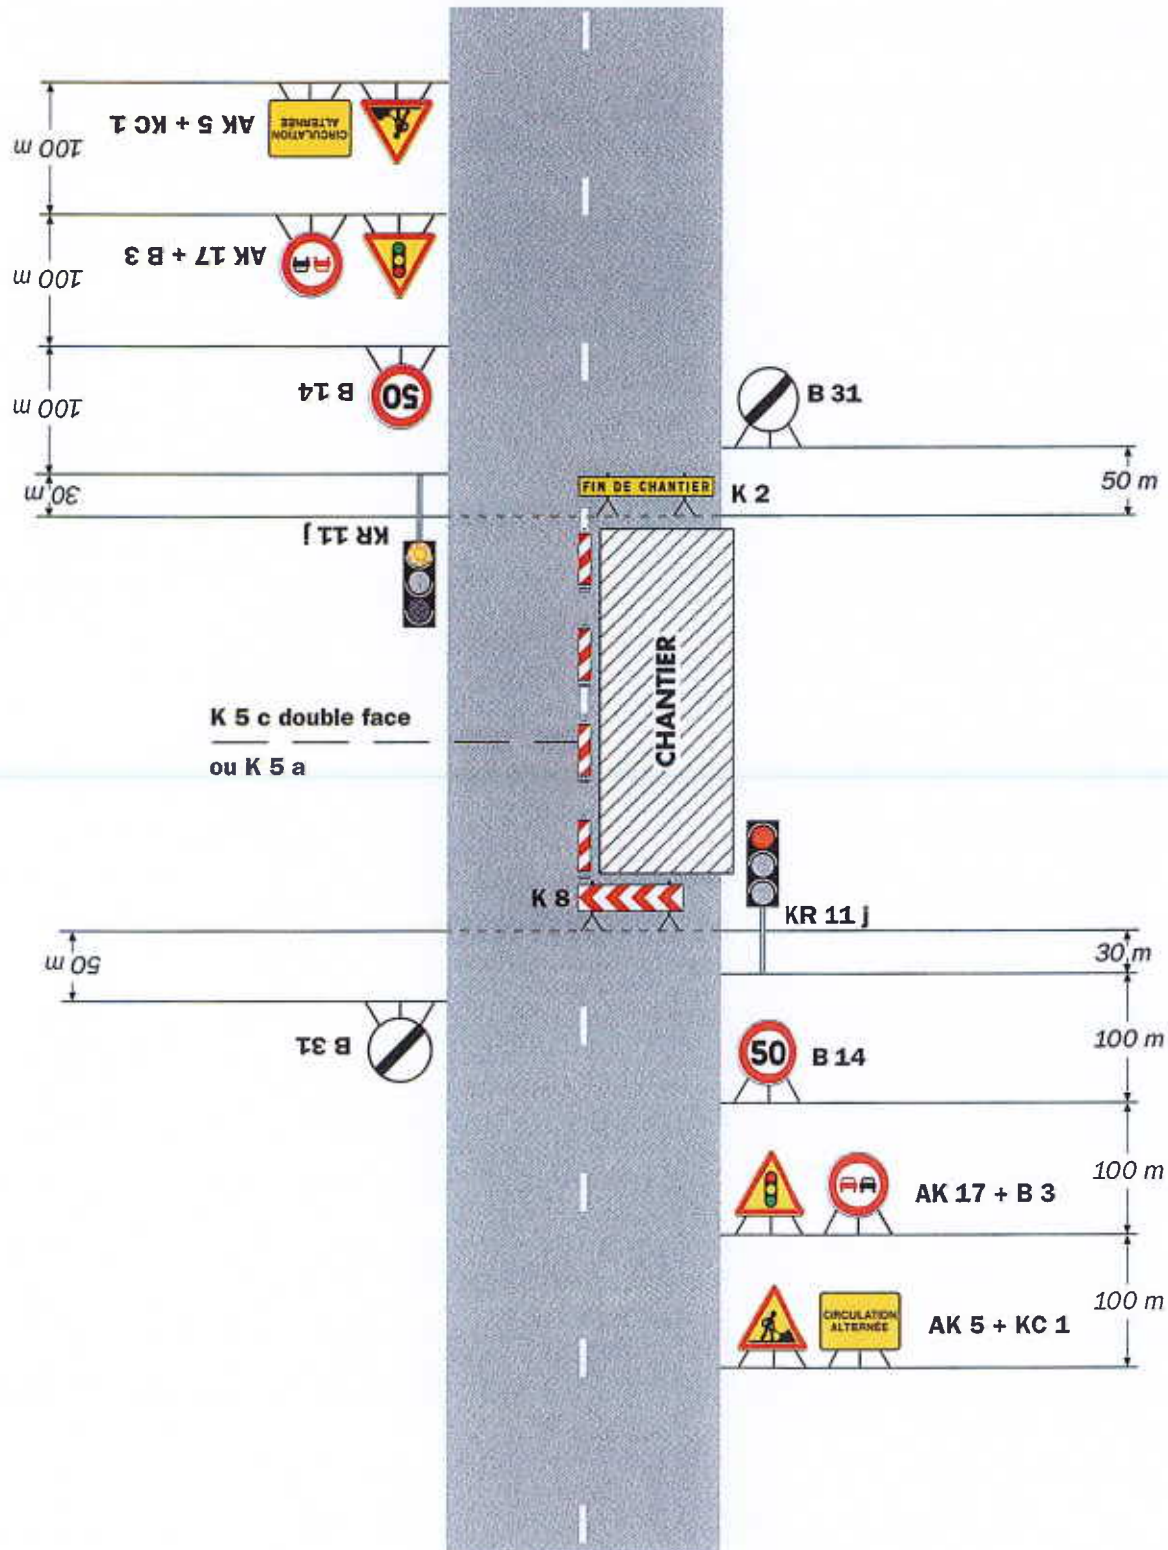 CIRCULATION
ALTERNÉE
AK 5 + KC 1
100 m
AK 17 + B 3
100 m
50
B 14
100 m
B 31
30 m
FIN DE CHANTIER
K 2
50 m
KR 11 j
CHANTIER
K 5 c double face
ou K 5 a
K 8
KR 11 j
50 m
30 m
B 31
50
B 14
100 m
AK 17 + B 3
100 m
CIRCULATION
ALTERNÉE
AK 5 + KC 1
100 m